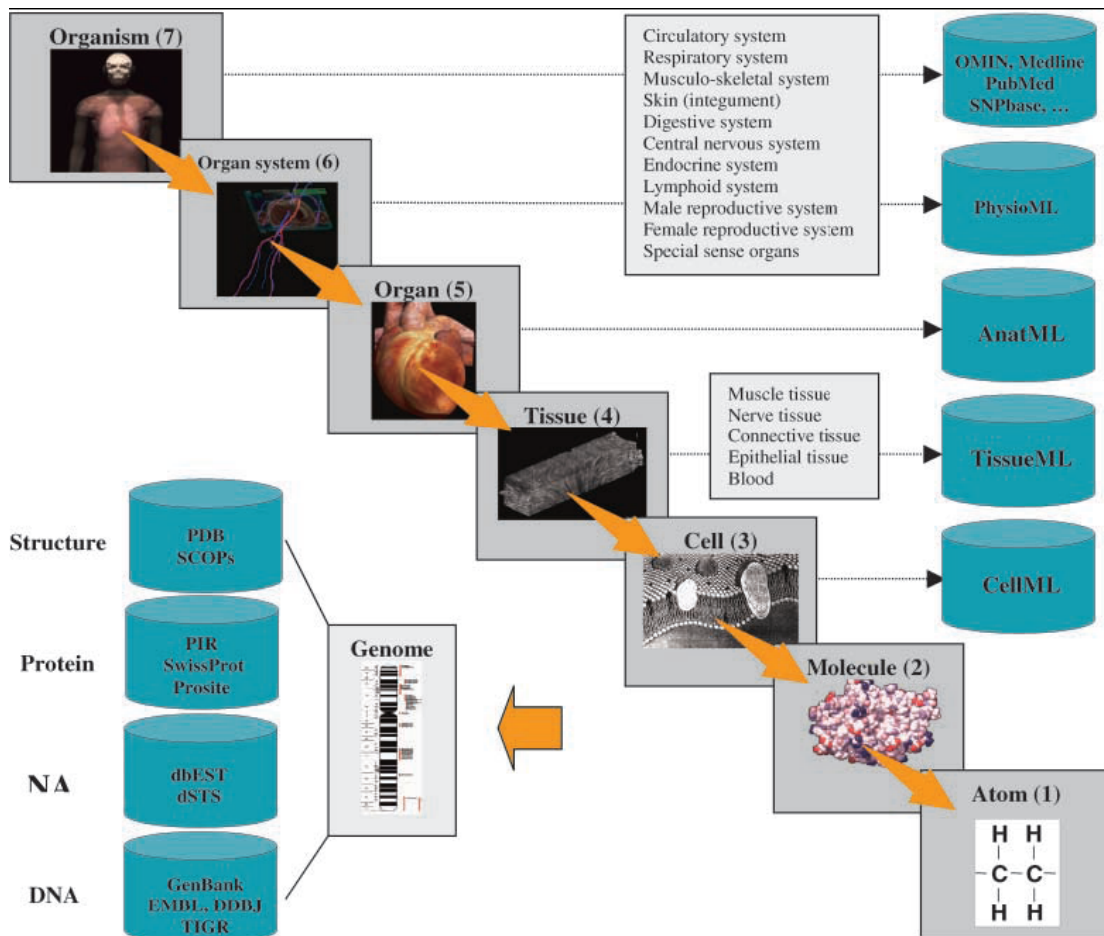 Organism (7)
Organ system (6)
Organ (5)
Tissue (4)
Cell (3)
Molecule (2)
Atom (1)
H H
C C
H H
Circulatory system
Respiratory system
Musculo-skeletal system
Skin (integument)
Digestive system
Central nervous system
Endocrine system
Lymphoid system
Male reproductive system
Female reproductive system
Special sense organs
Muscle tissue
Nerve tissue
Connective tissue
Epithelial tissue
Blood
OMIN, Medline
PubMed
SNPbase, ...
PhysioML
AnatML
TissueML
CellML
Structure
PDB
SCOPs
Protein
PIR
SwissProt
Prosite
NA
dbEST
dSTS
DNA
GenBank
EMBL, DDBJ
TIGR
Genome